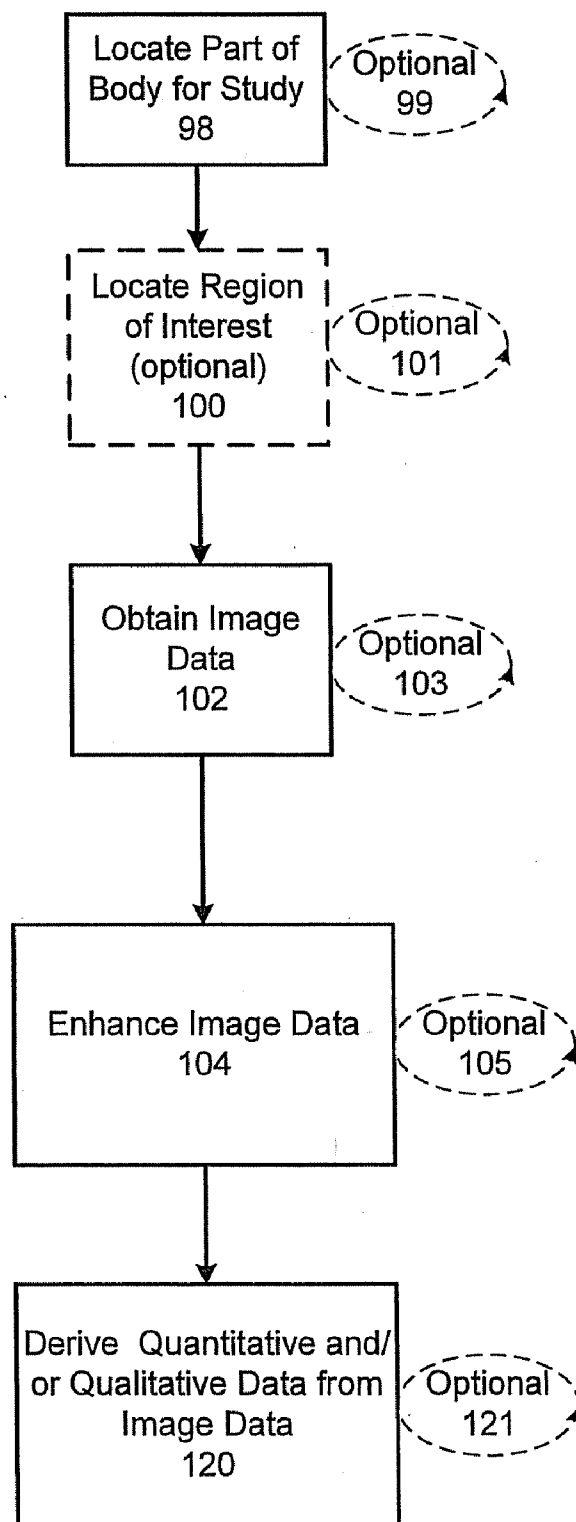 Locate Part of
Body for Study
98
Optional
99
Locate Region
of Interest
(optional)
100
Optional
101
Obtain Image
Data
102
Optional
103
Enhance Image Data
104
Optional
105
Derive Quantitative and/
or Qualitative Data from
Image Data
120
Optional
121